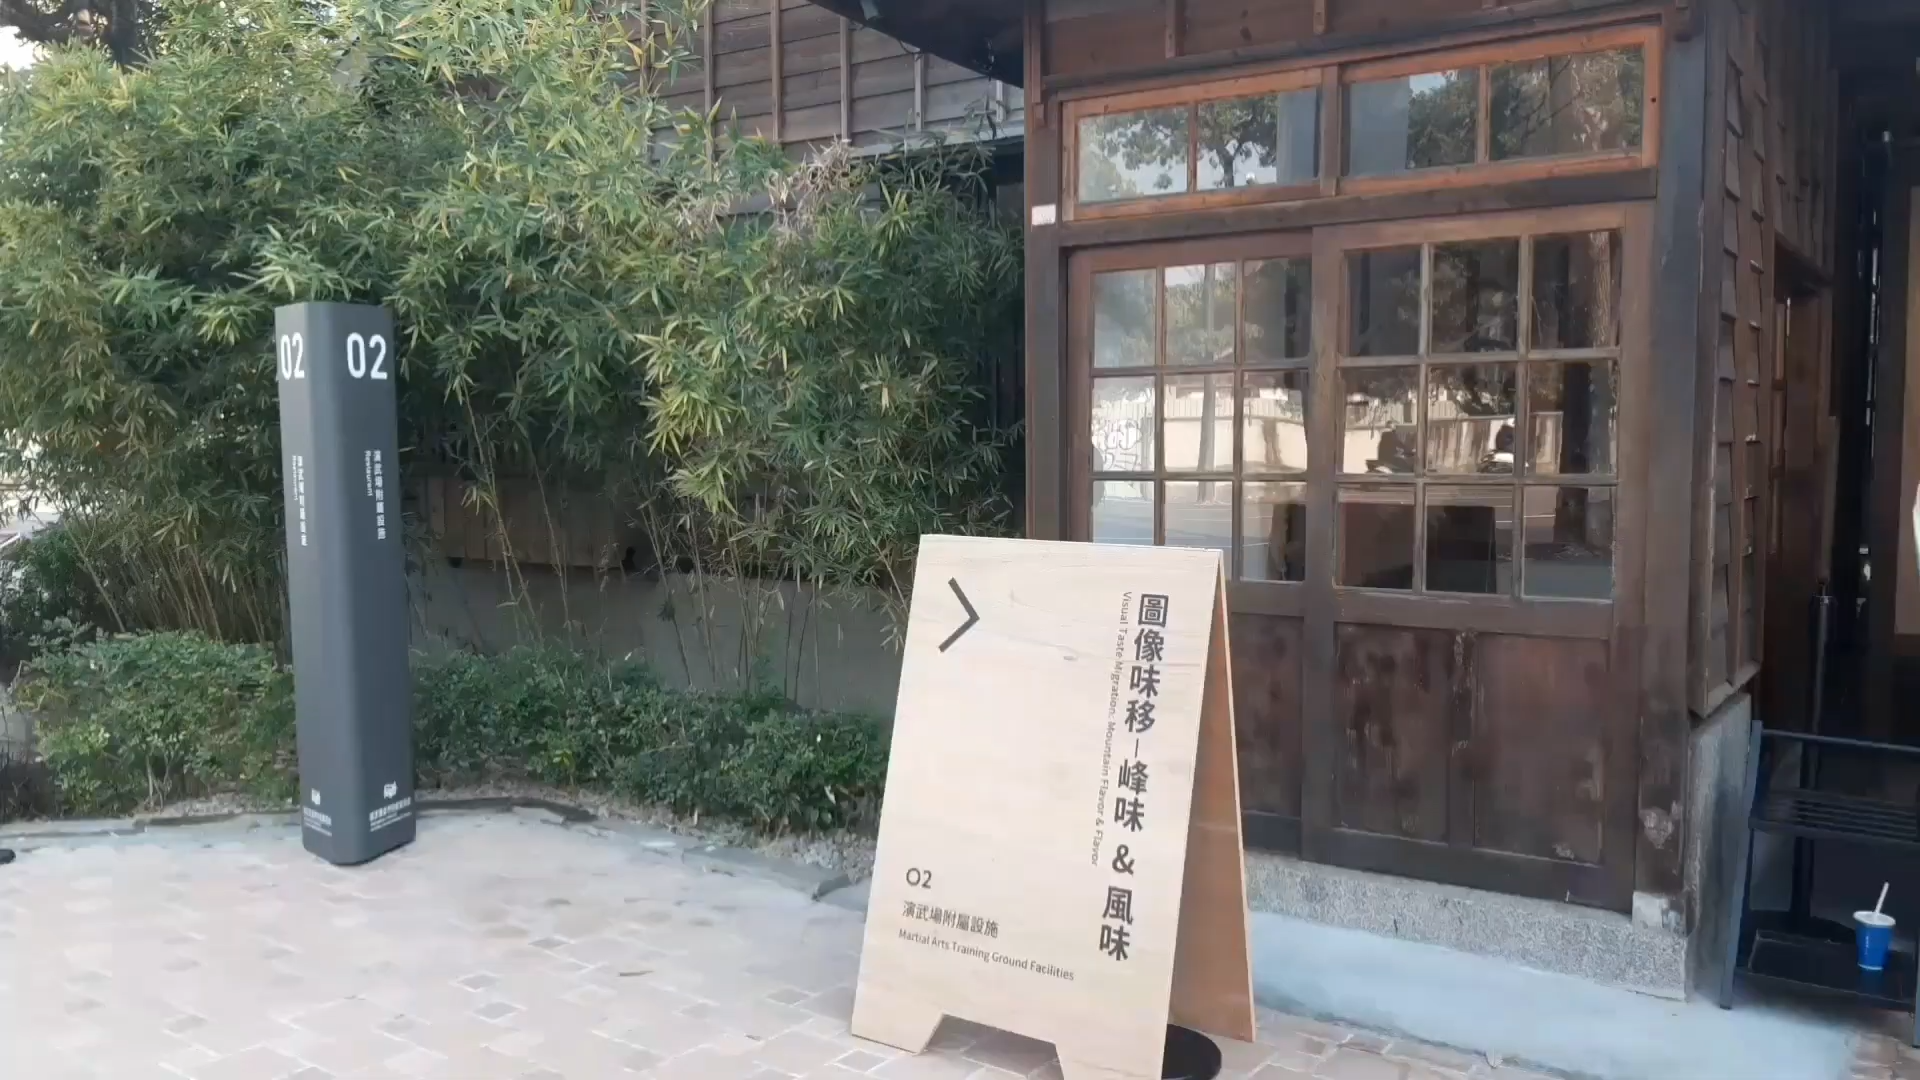 02
02
演武場附屬設施
Restaurant
圖像味移－峰味 & 風味
Visual Taste Migration: Mountain Flavor & Flavor
02
演武場附屬設施
Martial Arts Training Ground Facilities